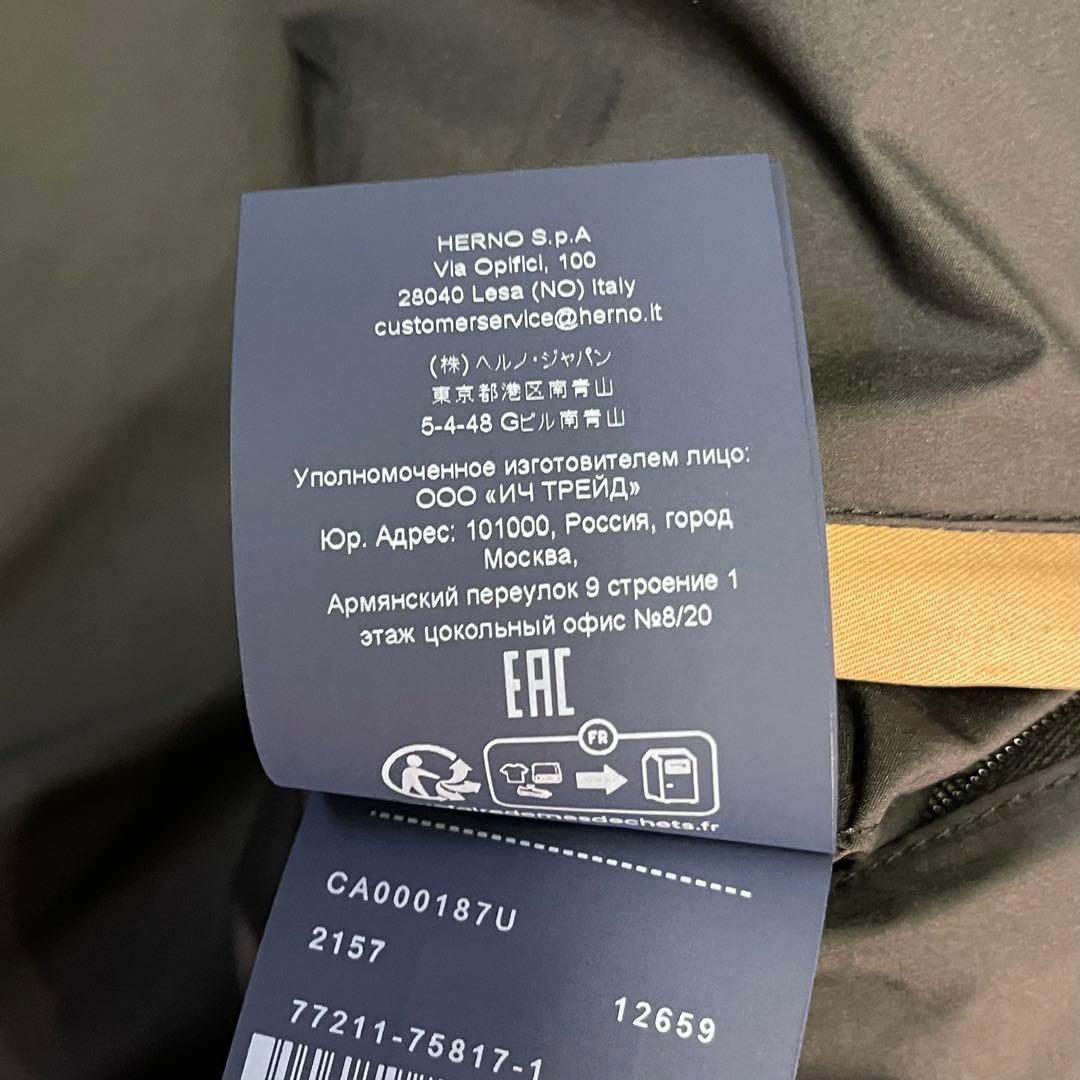 HERNO S.p.A
Via Opifici, 100
28040 Lesa (NO) Italy
customerservice@herno.it
(株)ヘルノ・ジャパン
東京都港区南青山
5-4-48 Gビル南青山
Уполномоченное изготовителем лицо:
ООО «ИЧ ТРЕЙД»
Юр. Адрес: 101000, Россия, город
Москва,
Армянский переулок 9 строение 1
этаж цокольный офис №8/20
EAC
FR
CA000187U
2157
12659
77211-75817-1